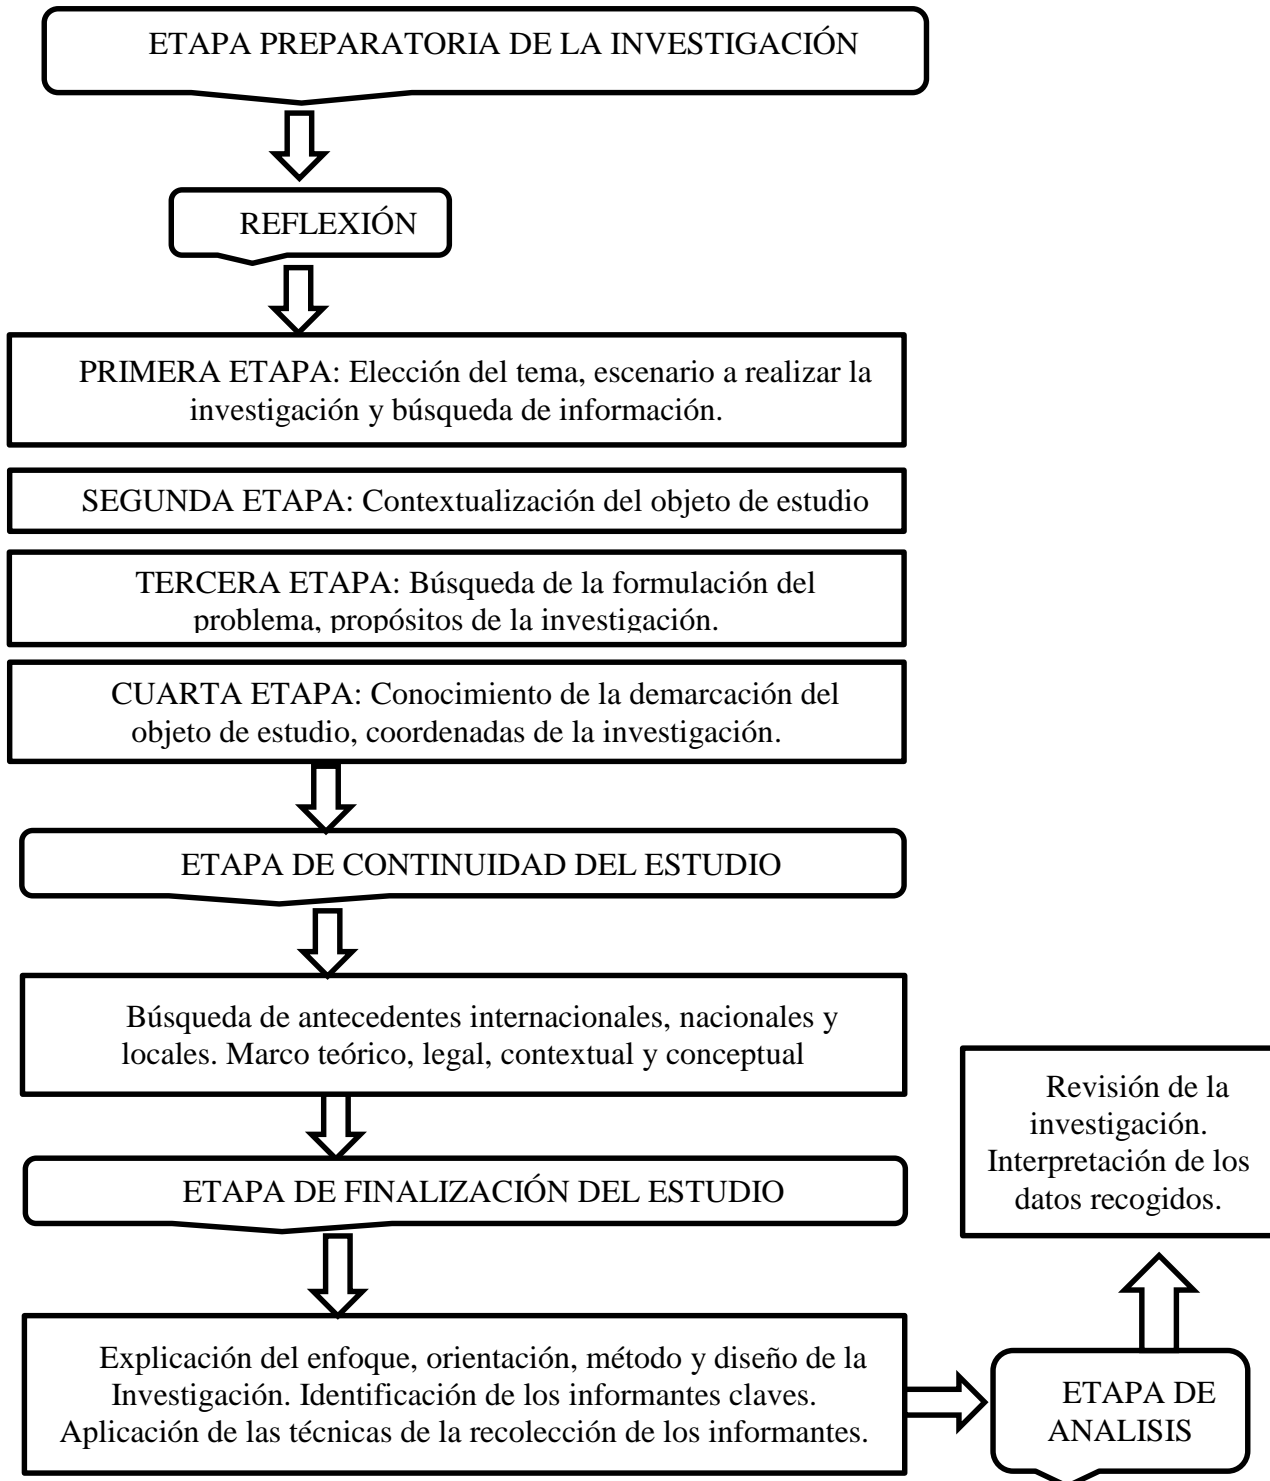 ETAPA PREPARATORIA DE LA INVESTIGACIÓN
REFLEXIÓN
PRIMERA ETAPA: Elección del tema, escenario a realizar la
investigación y búsqueda de información.
SEGUNDA ETAPA: Contextualización del objeto de estudio
TERCERA ETAPA: Búsqueda de la formulación del
problema, propósitos de la investigación.
CUARTA ETAPA: Conocimiento de la demarcación del
objeto de estudio, coordenadas de la investigación.
ETAPA DE CONTINUIDAD DEL ESTUDIO
Búsqueda de antecedentes internacionales, nacionales y
locales. Marco teórico, legal, contextual y conceptual
ETAPA DE FINALIZACIÓN DEL ESTUDIO
Explicación del enfoque, orientación, método y diseño de la
Investigación. Identificación de los informantes claves.
Aplicación de las técnicas de la recolección de los informantes.
ETAPA DE
ANALISIS
Revisión de la
investigación.
Interpretación de los
datos recogidos.